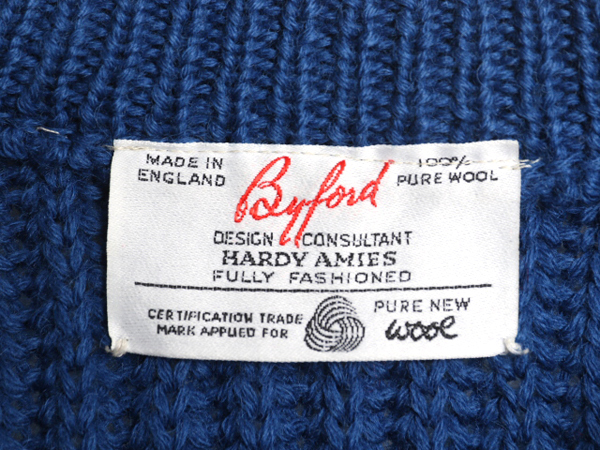 MADE IN
ENGLAND
Byford
100%
PURE WOOL
DESIGN CONSULTANT
HARDY AMIES
FULLY FASHIONED
CERTIFICATION TRADE
MARK APPLIED FOR
PURE NEW
wool